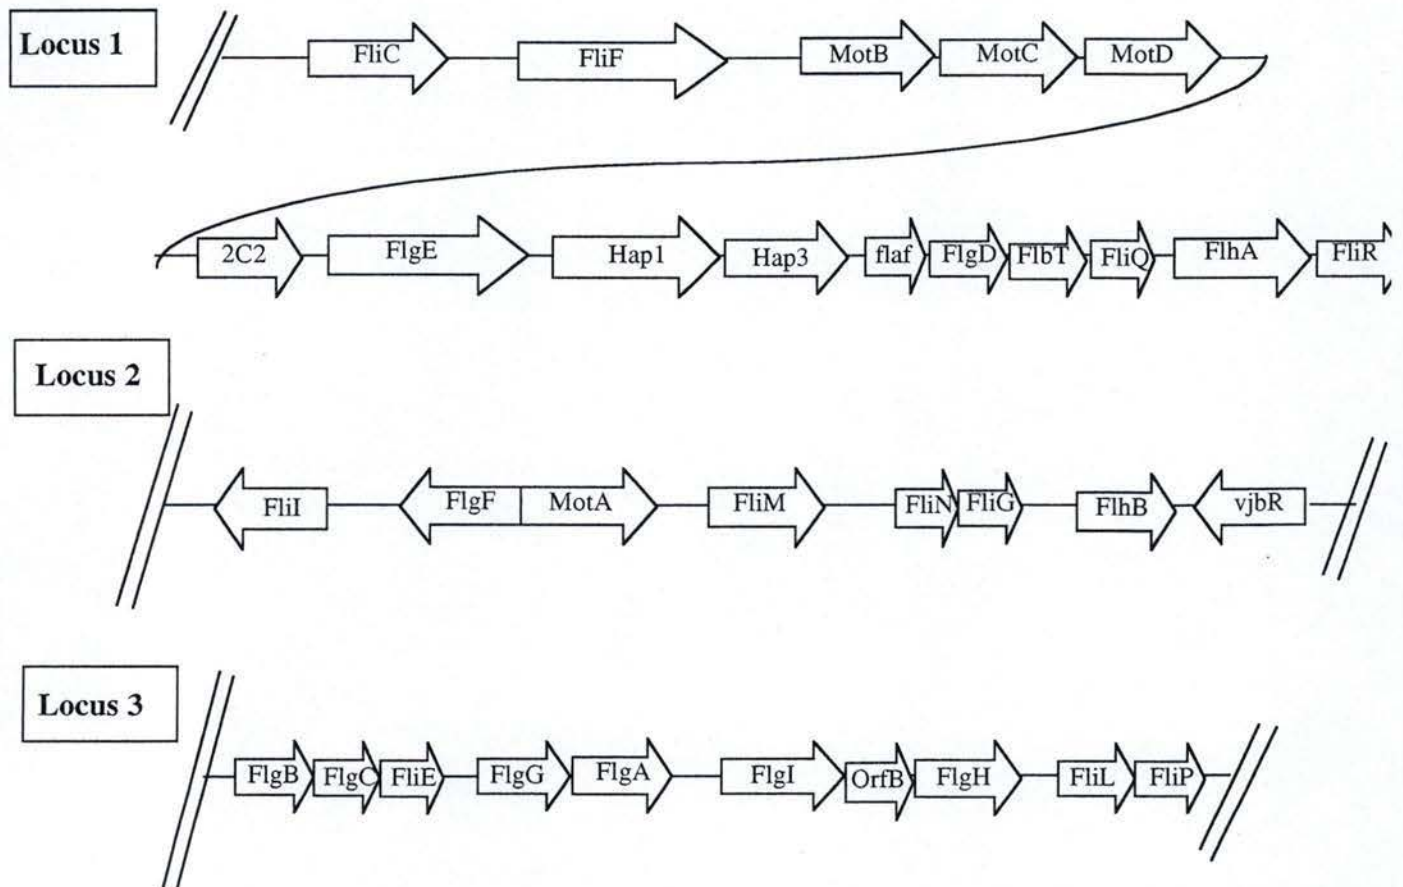 Locus 1
FliC FliF MotB MotC MotD
2C2 FlgE Hap1 Hap3 flaf FlgD FlbT FliQ FlhA FliR
Locus 2
FliI FlgF MotA FliM FliN FliG FlhB vjbR
Locus 3
FlgB FlgC FliE FlgG FlgA FlgI OrfB FlgH FliL FliP